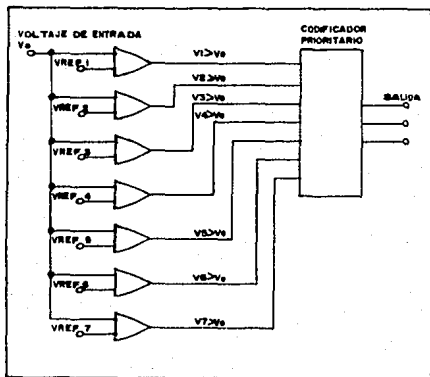 VOLTAJE DE ENTRADA
Ve
CODIFICADOR
PRIORITARIO
VREF 1
V1>Ve
VREF 2
V2>Ve
V3>Ve
VREF 3
V4>Ve
SALIDA
VREF 4
VREF 5
V5>Ve
VREF 6
V6>Ve
VREF 7
V7>Ve